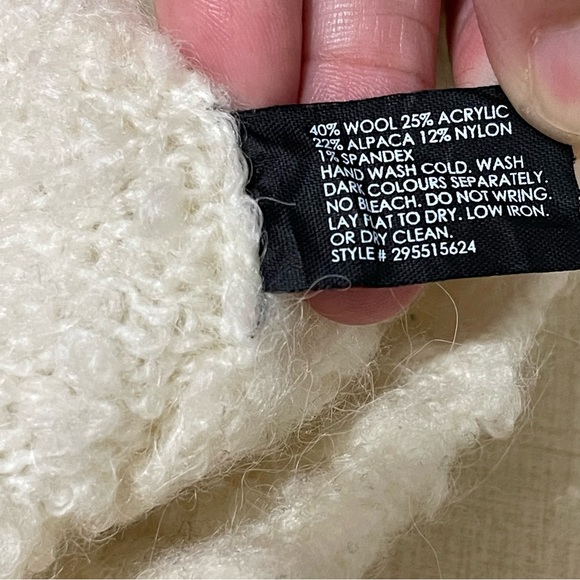 40% WOOL 25% ACRYLIC
22% ALPACA 12% NYLON
1% SPANDEX
HAND WASH COLD. WASH
DARK COLOURS SEPARATELY.
NO BLEACH. DO NOT WRING.
LAY FLAT TO DRY. LOW IRON.
OR DRY CLEAN.
STYLE # 295515624